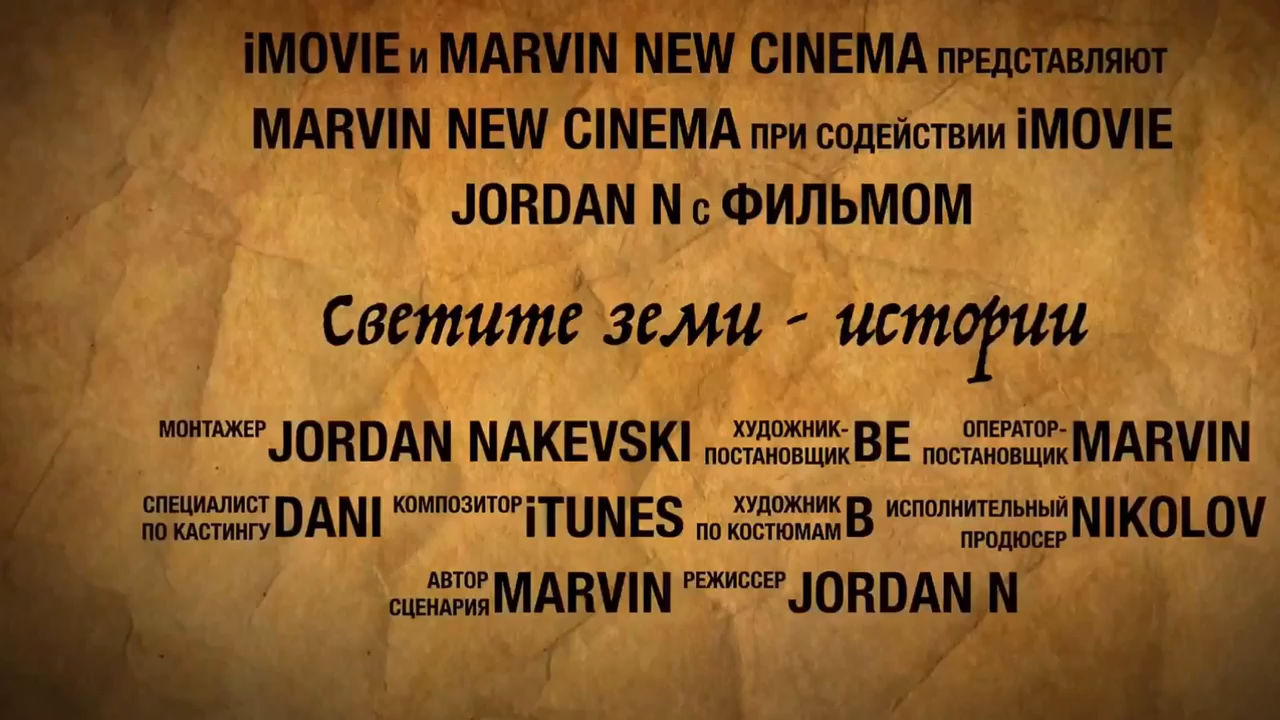 iMOVIE и MARVIN NEW CINEMA ПРЕДСТАВЛЯЮТ
MARVIN NEW CINEMA ПРИ СОДЕЙСТВИИ iMOVIE
JORDAN N С ФИЛЬМОМ
Светите земи - истории
МОНТАЖЕР JORDAN NAKEVSKI ХУДОЖНИК-ПОСТАНОВЩИК BE ОПЕРАТОР-ПОСТАНОВЩИК MARVIN
СПЕЦИАЛИСТ ПО КАСТИНГУ DANI КОМПОЗИТОР iTUNES ХУДОЖНИК ПО КОСТЮМАМ B ИСПОЛНИТЕЛЬНЫЙ ПРОДЮСЕР NIKOLOV
АВТОР СЦЕНАРИЯ MARVIN РЕЖИССЕР JORDAN N